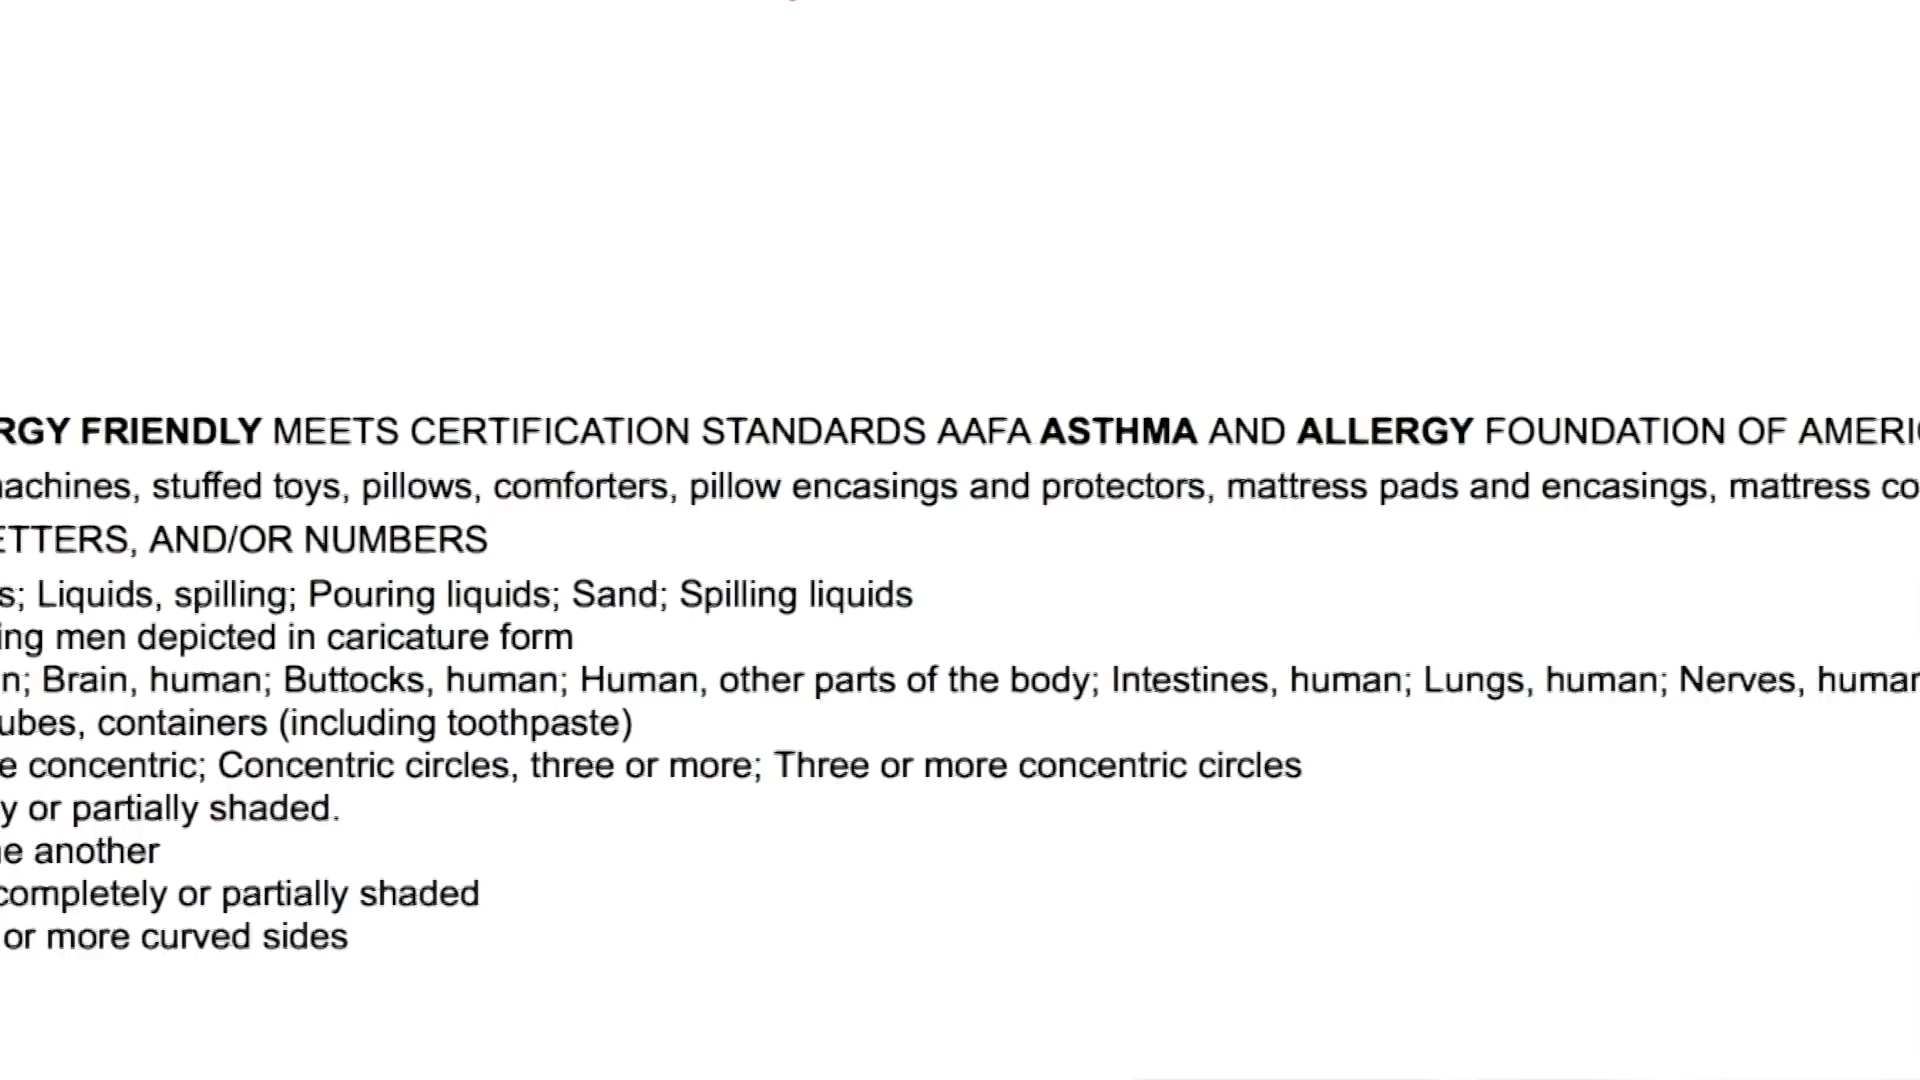 RGY FRIENDLY MEETS CERTIFICATION STANDARDS AAFA ASTHMA AND ALLERGY FOUNDATION OF AMERI
achines, stuffed toys, pillows, comforters, pillow encasings and protectors, mattress pads and encasings, mattress co
ETTERS, AND/OR NUMBERS
s; Liquids, spilling; Pouring liquids; Sand; Spilling liquids
ing men depicted in caricature form
n; Brain, human; Buttocks, human; Human, other parts of the body; Intestines, human; Lungs, human; Nerves, human
ubes, containers (including toothpaste)
e concentric; Concentric circles, three or more; Three or more concentric circles
y or partially shaded.
e another
completely or partially shaded
or more curved sides